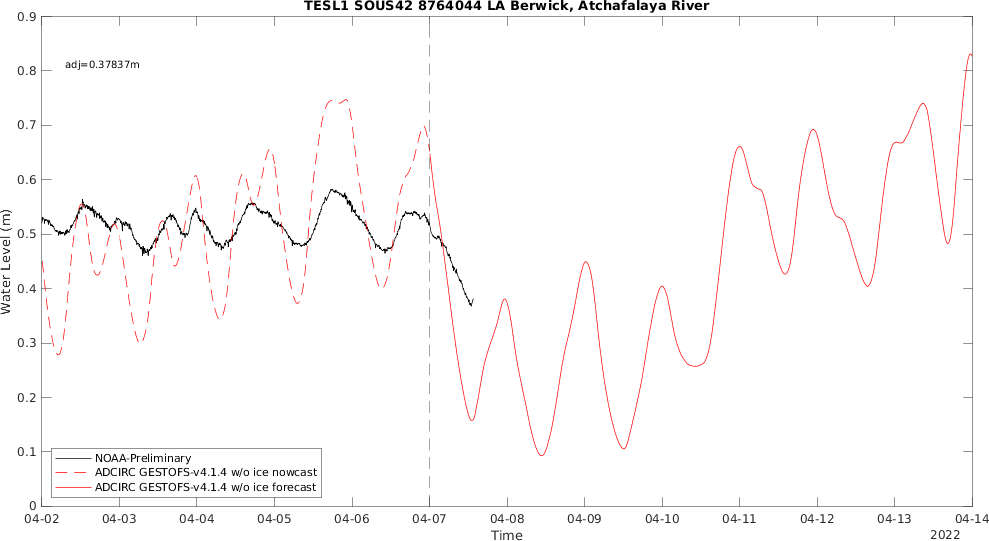 TESL1 SOUS42 8764044 LA Berwick, Atchafalaya River
adj=0.37837m
0.9
0.8
0.7
0.6
0.5
0.4
0.3
0.2
0.1
0
Water Level (m)
NOAA-Preliminary
ADCIRC GESTOFS-v4.1.4 w/o ice nowcast
ADCIRC GESTOFS-v4.1.4 w/o ice forecast
04-02 04-03 04-04 04-05 04-06 04-07 04-08 04-09 04-10 04-11 04-12 04-13 04-14
Time
2022